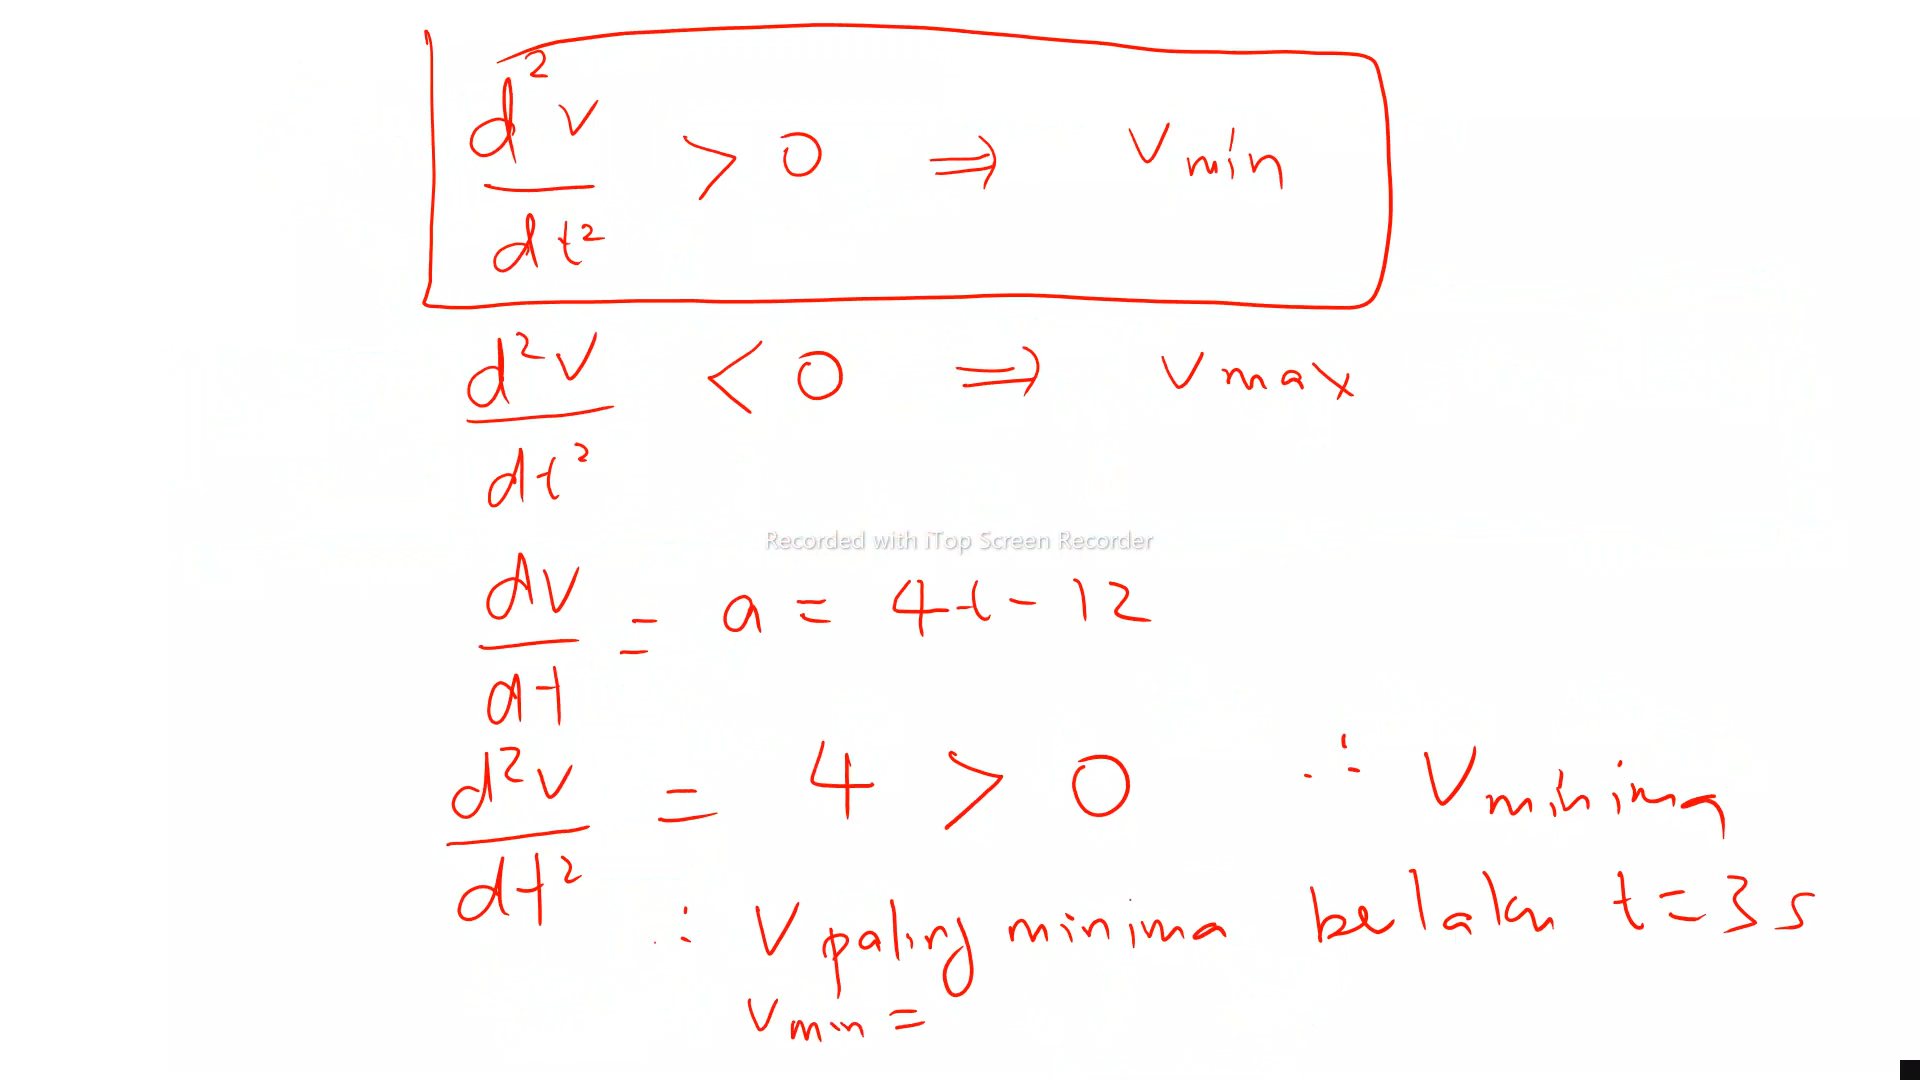 d²v/dt² > 0 ⇒ v min
d²v/dt² < 0 ⇒ v max
Recorded with iTop Screen Recorder
dv/dt = a = 4t - 12
d²v/dt² = 4 > 0 ∴ v minima
∴ v paling minima belaku t = 3 s
v min =